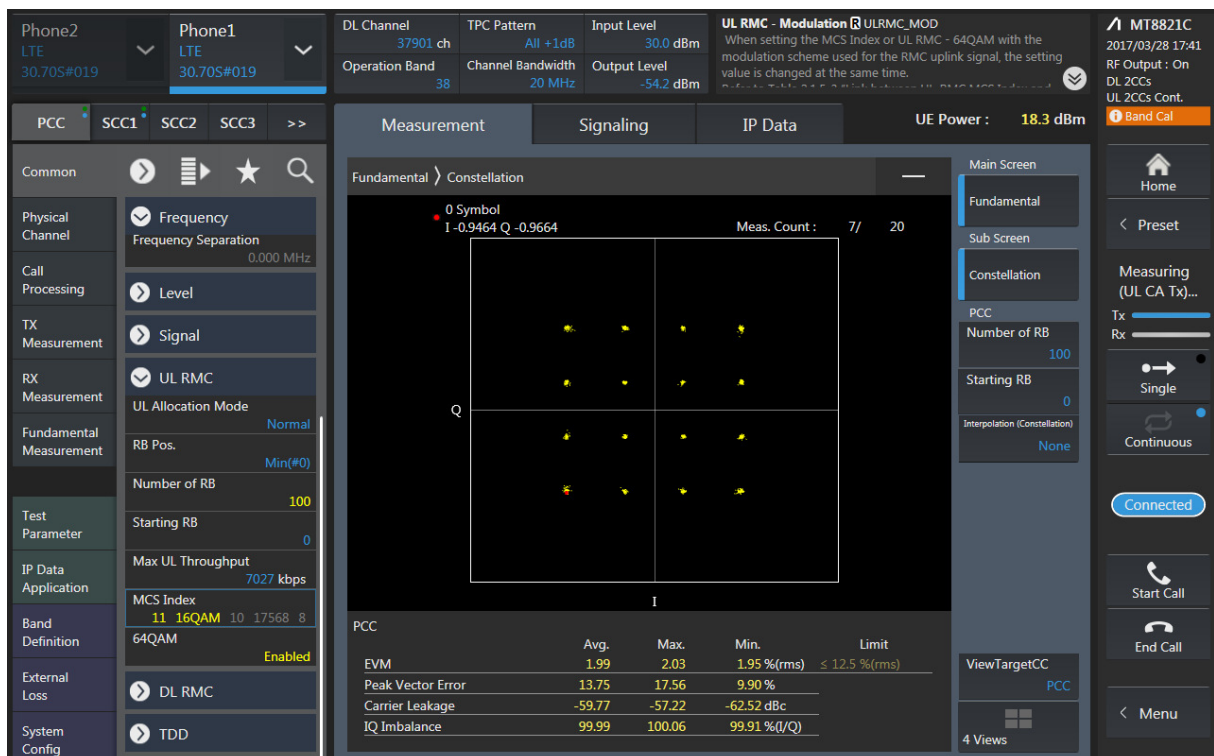 Phone2
LTE
30.70S#019
Phone1
LTE
30.70S#019
DL Channel
37901 ch
Operation Band
38
TPC Pattern
All +1dB
Channel Bandwidth
20 MHz
Input Level
30.0 dBm
Output Level
-54.2 dBm
UL RMC - Modulation R ULRMC_MOD
When setting the MCS Index or UL RMC - 64QAM with the
modulation scheme used for the RMC uplink signal, the setting
value is changed at the same time.
MT8821C
2017/03/28 17:41
RF Output : On
DL 2CCs
UL 2CCs Cont.
Band Cal
PCC SCC1 SCC2 SCC3 >>
Measurement Signaling IP Data
UE Power : 18.3 dBm
Common
Physical
Channel
Call
Processing
TX
Measurement
RX
Measurement
Fundamental
Measurement
Test
Parameter
IP Data
Application
Band
Definition
External
Loss
System
Config
Frequency
Frequency Separation
0.000 MHz
Level
Signal
UL RMC
UL Allocation Mode
Normal
RB Pos.
Min(#0)
Number of RB
100
Starting RB
0
Max UL Throughput
7027 kbps
MCS Index
11 16QAM 10 17568 8
64QAM
Enabled
DL RMC
TDD
Fundamental 〉 Constellation
0 Symbol
I -0.9464 Q -0.9664 Meas. Count : 7/ 20
Q
I
PCC
Avg. Max. Min. Limit
EVM 1.99 2.03 1.95 %(rms) ≤ 12.5 %(rms)
Peak Vector Error 13.75 17.56 9.90 %
Carrier Leakage -59.77 -57.22 -62.52 dBc
IQ Imbalance 99.99 100.06 99.91 %(I/Q)
Main Screen
Fundamental
Sub Screen
Constellation
PCC
Number of RB
100
Starting RB
0
Interpolation (Constellation)
None
ViewTargetCC
PCC
4 Views
Home
< Preset
Measuring
(UL CA Tx)...
Tx
Rx
Single
Continuous
Connected
Start Call
End Call
< Menu